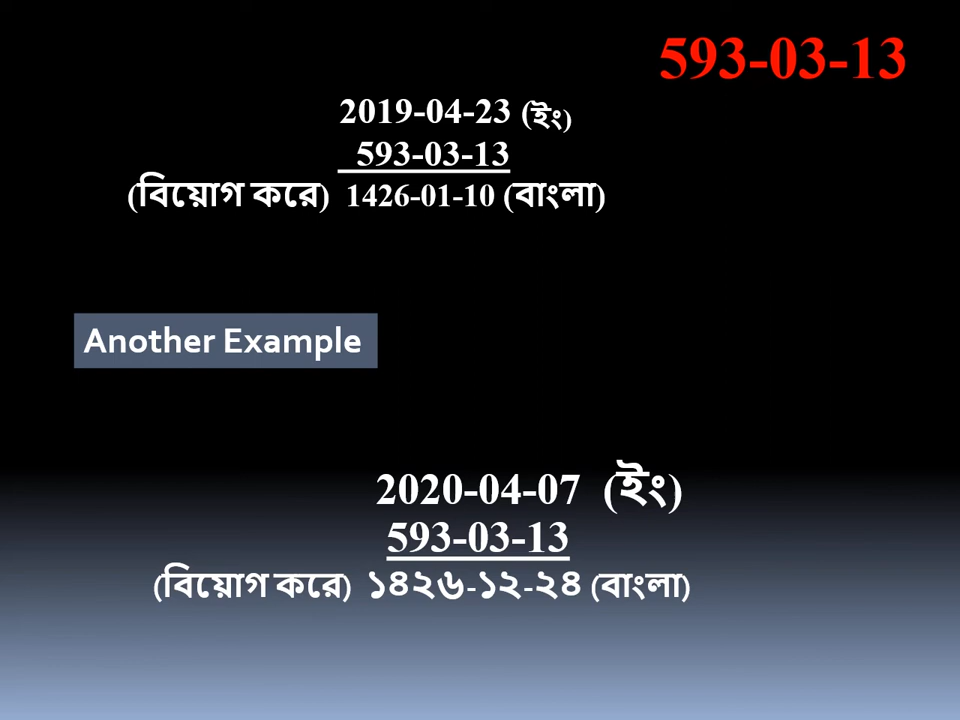 593-03-13
2019-04-23 (ইং)
593-03-13
(বিয়োগ করে) 1426-01-10 (বাংলা)
Another Example
2020-04-07 (ইং)
593-03-13
(বিয়োগ করে) ১৪২৬-১২-২৪ (বাংলা)